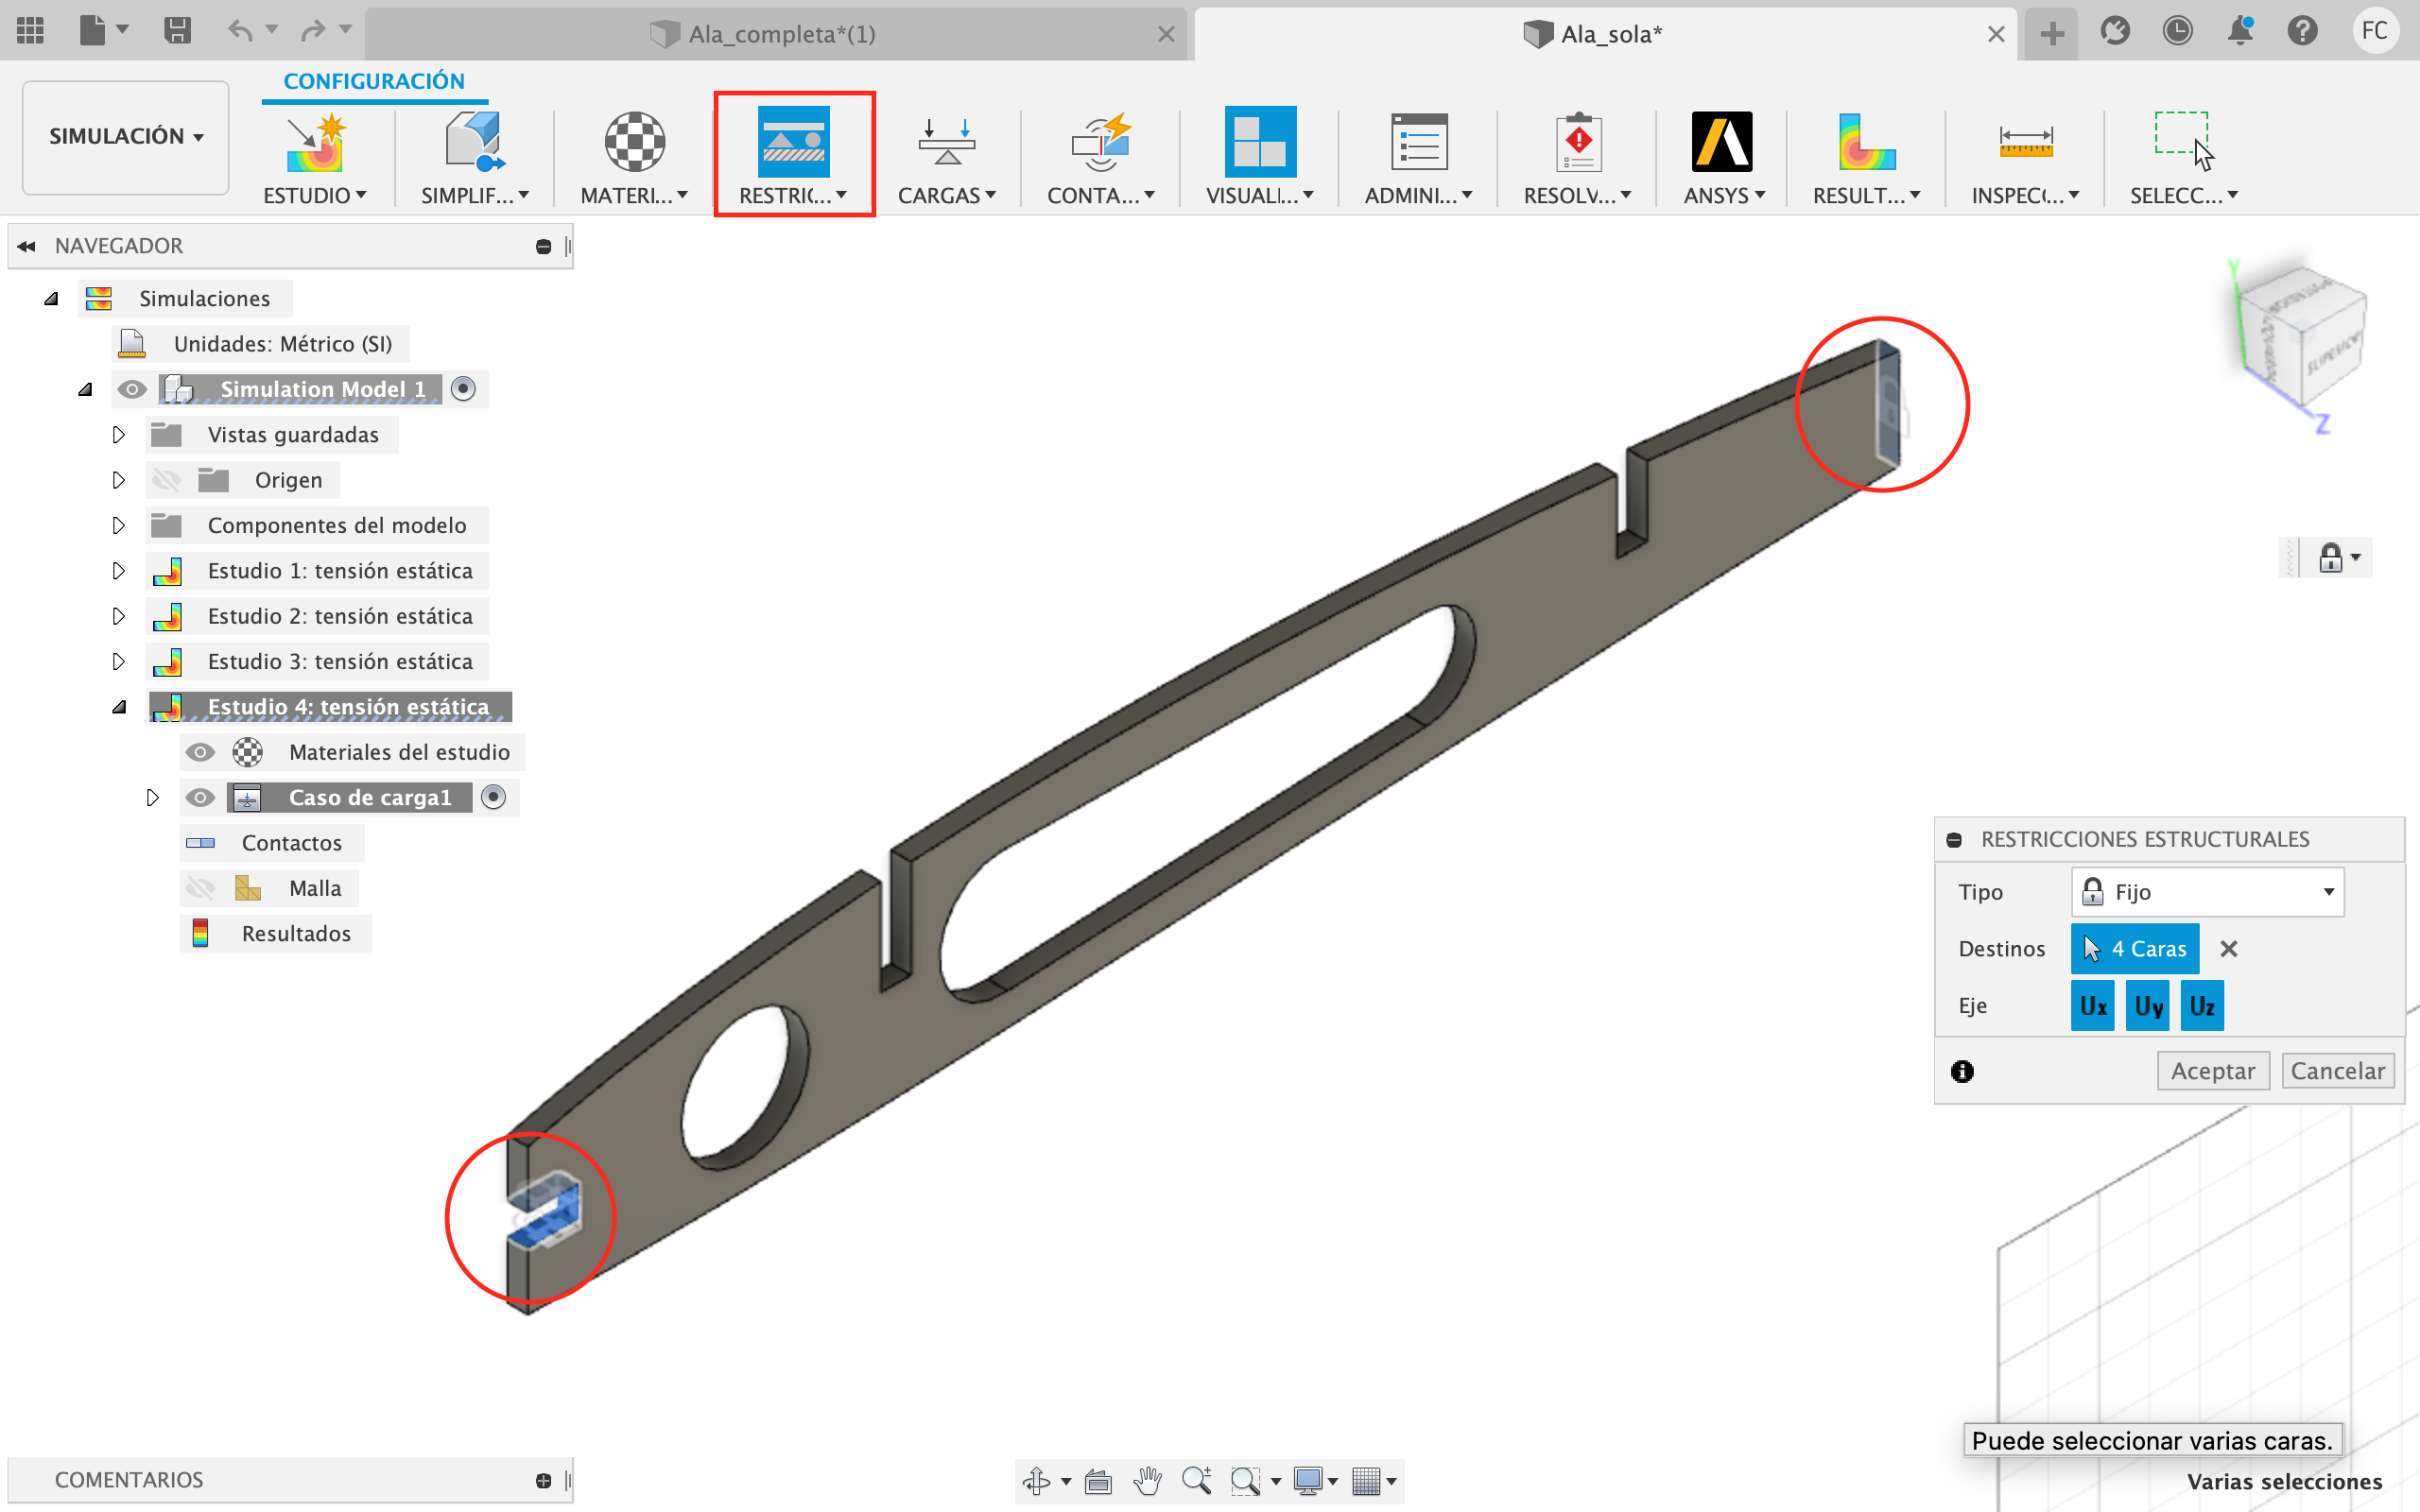 Ala_completa*(1)
Ala_sola*
FC
CONFIGURACIÓN
SIMULACIÓN
ESTUDIO
SIMPLIF...
MATERI...
RESTRIC...
CARGAS
CONTA...
VISUALI...
ADMINI...
RESOLV...
ANSYS
RESULT...
INSPEC...
SELECC...
NAVEGADOR
Simulaciones
Unidades: Métrico (SI)
Simulation Model 1
Vistas guardadas
Origen
Componentes del modelo
Estudio 1: tensión estática
Estudio 2: tensión estática
Estudio 3: tensión estática
Estudio 4: tensión estática
Materiales del estudio
Caso de carga1
Contactos
Malla
Resultados
Y
SUPERIOR
Z
RESTRICCIONES ESTRUCTURALES
Tipo
Fijo
Destinos
4 Caras
Eje
Ux Uy Uz
Aceptar
Cancelar
Puede seleccionar varias caras.
Varias selecciones
COMENTARIOS